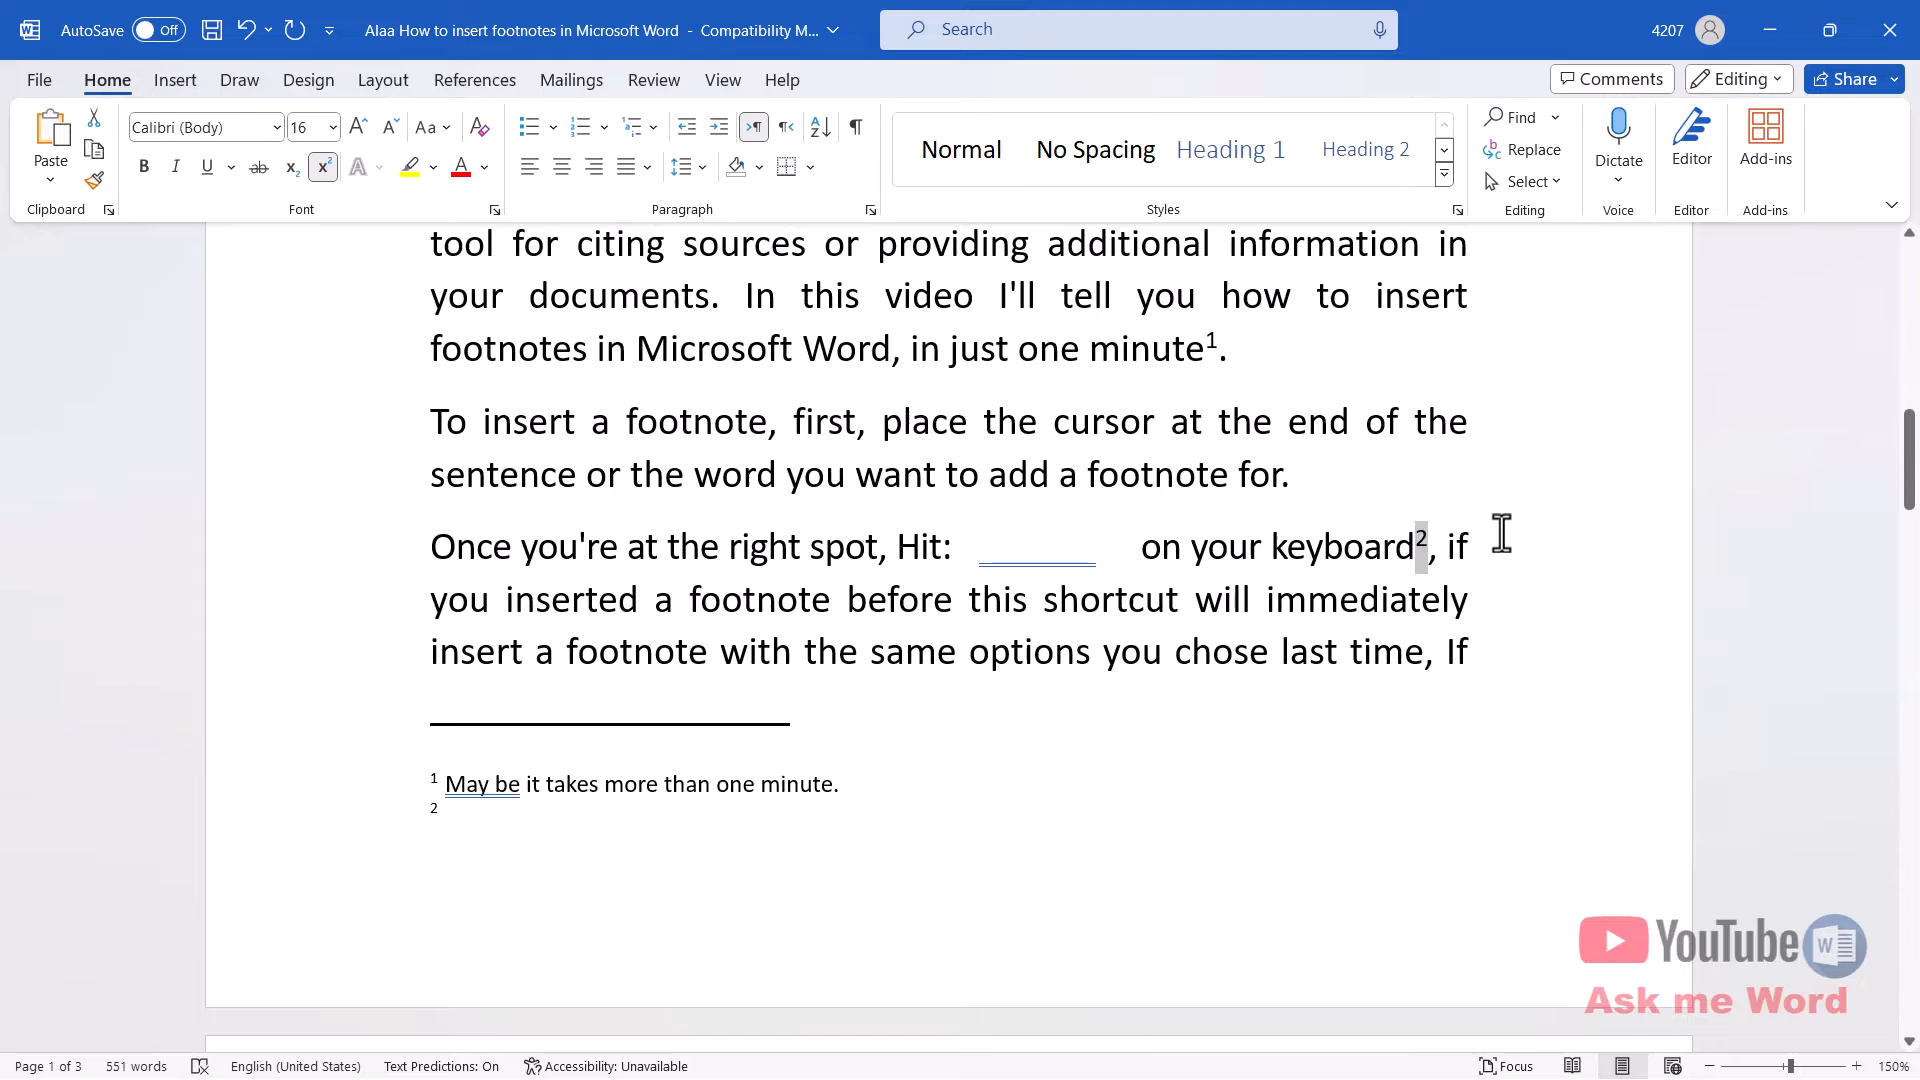 AutoSave Off Alaa How to insert footnotes in Microsoft Word - Compatibility M... Search 4207
File Home Insert Draw Design Layout References Mailings Review View Help Comments Editing Share
Calibri (Body) 16 Aa Normal No Spacing Heading 1 Heading 2 Find
Paste Replace Dictate Editor Add-ins
B I U ab x₂ x² A A Select
Clipboard Font Paragraph Styles Editing Voice Editor Add-ins
tool for citing sources or providing additional information in
your documents. In this video I'll tell you how to insert
footnotes in Microsoft Word, in just one minute¹.
To insert a footnote, first, place the cursor at the end of the
sentence or the word you want to add a footnote for.
Once you're at the right spot, Hit: on your keyboard², if
you inserted a footnote before this shortcut will immediately
insert a footnote with the same options you chose last time, If
¹ May be it takes more than one minute.
²
YouTube W
Ask me Word
Page 1 of 3 551 words English (United States) Text Predictions: On Accessibility: Unavailable Focus 150%